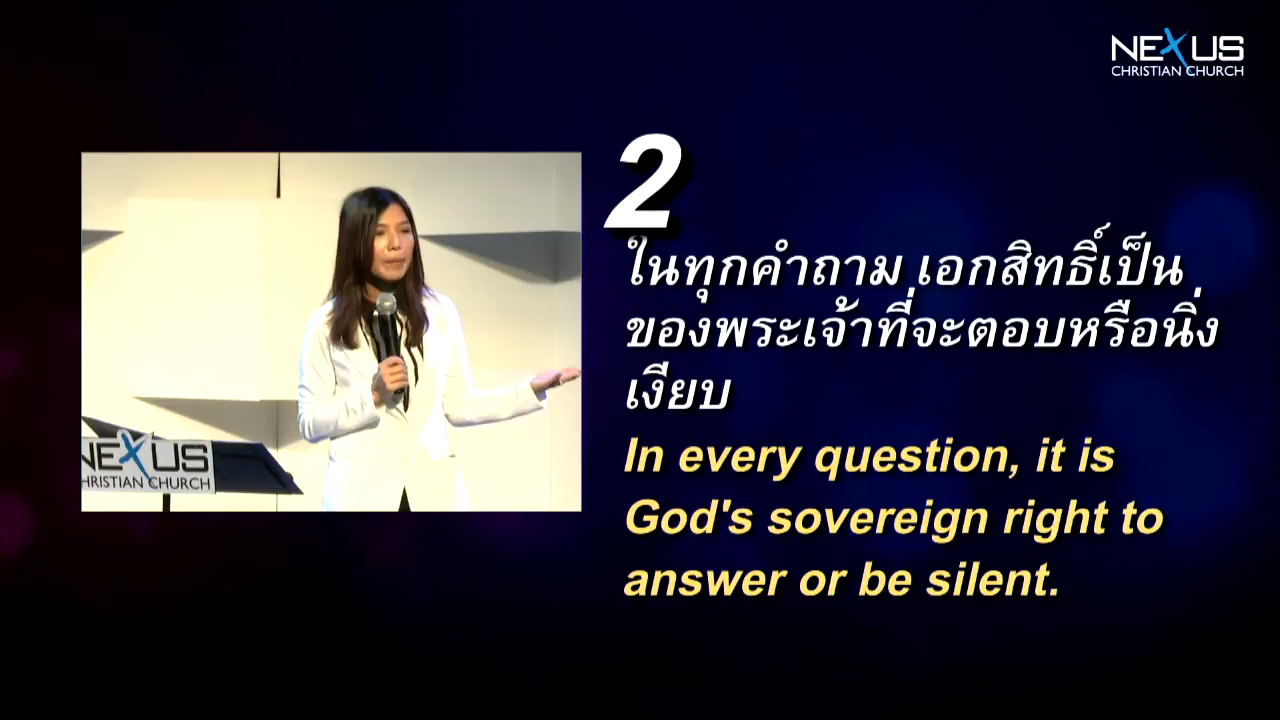 NEXUS
CHRISTIAN CHURCH
2
ในทุกคำถาม เอกสิทธิ์เป็น
ของพระเจ้าที่จะตอบหรือนิ่ง
เงียบ
In every question, it is
God's sovereign right to
answer or be silent.
NEXUS
CHRISTIAN CHURCH